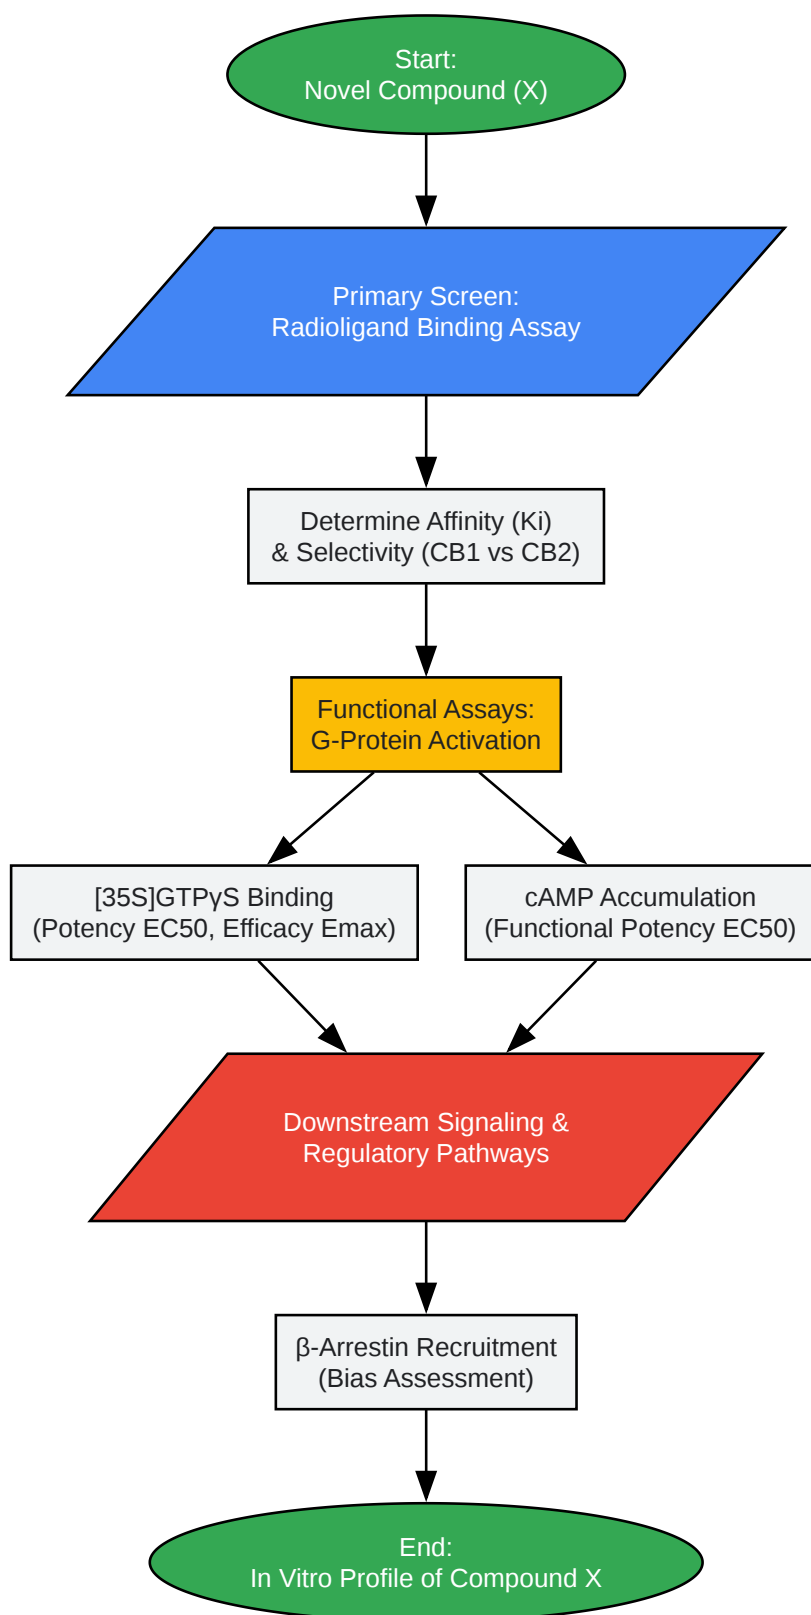 Start:
Novel Compound (X)
Primary Screen:
Radioligand Binding Assay
Determine Affinity (Ki)
& Selectivity (CB1 vs CB2)
Functional Assays:
G-Protein Activation
[35S]GTPγS Binding
(Potency EC50, Efficacy Emax)
cAMP Accumulation
(Functional Potency EC50)
Downstream Signaling &
Regulatory Pathways
β-Arrestin Recruitment
(Bias Assessment)
End:
In Vitro Profile of Compound X